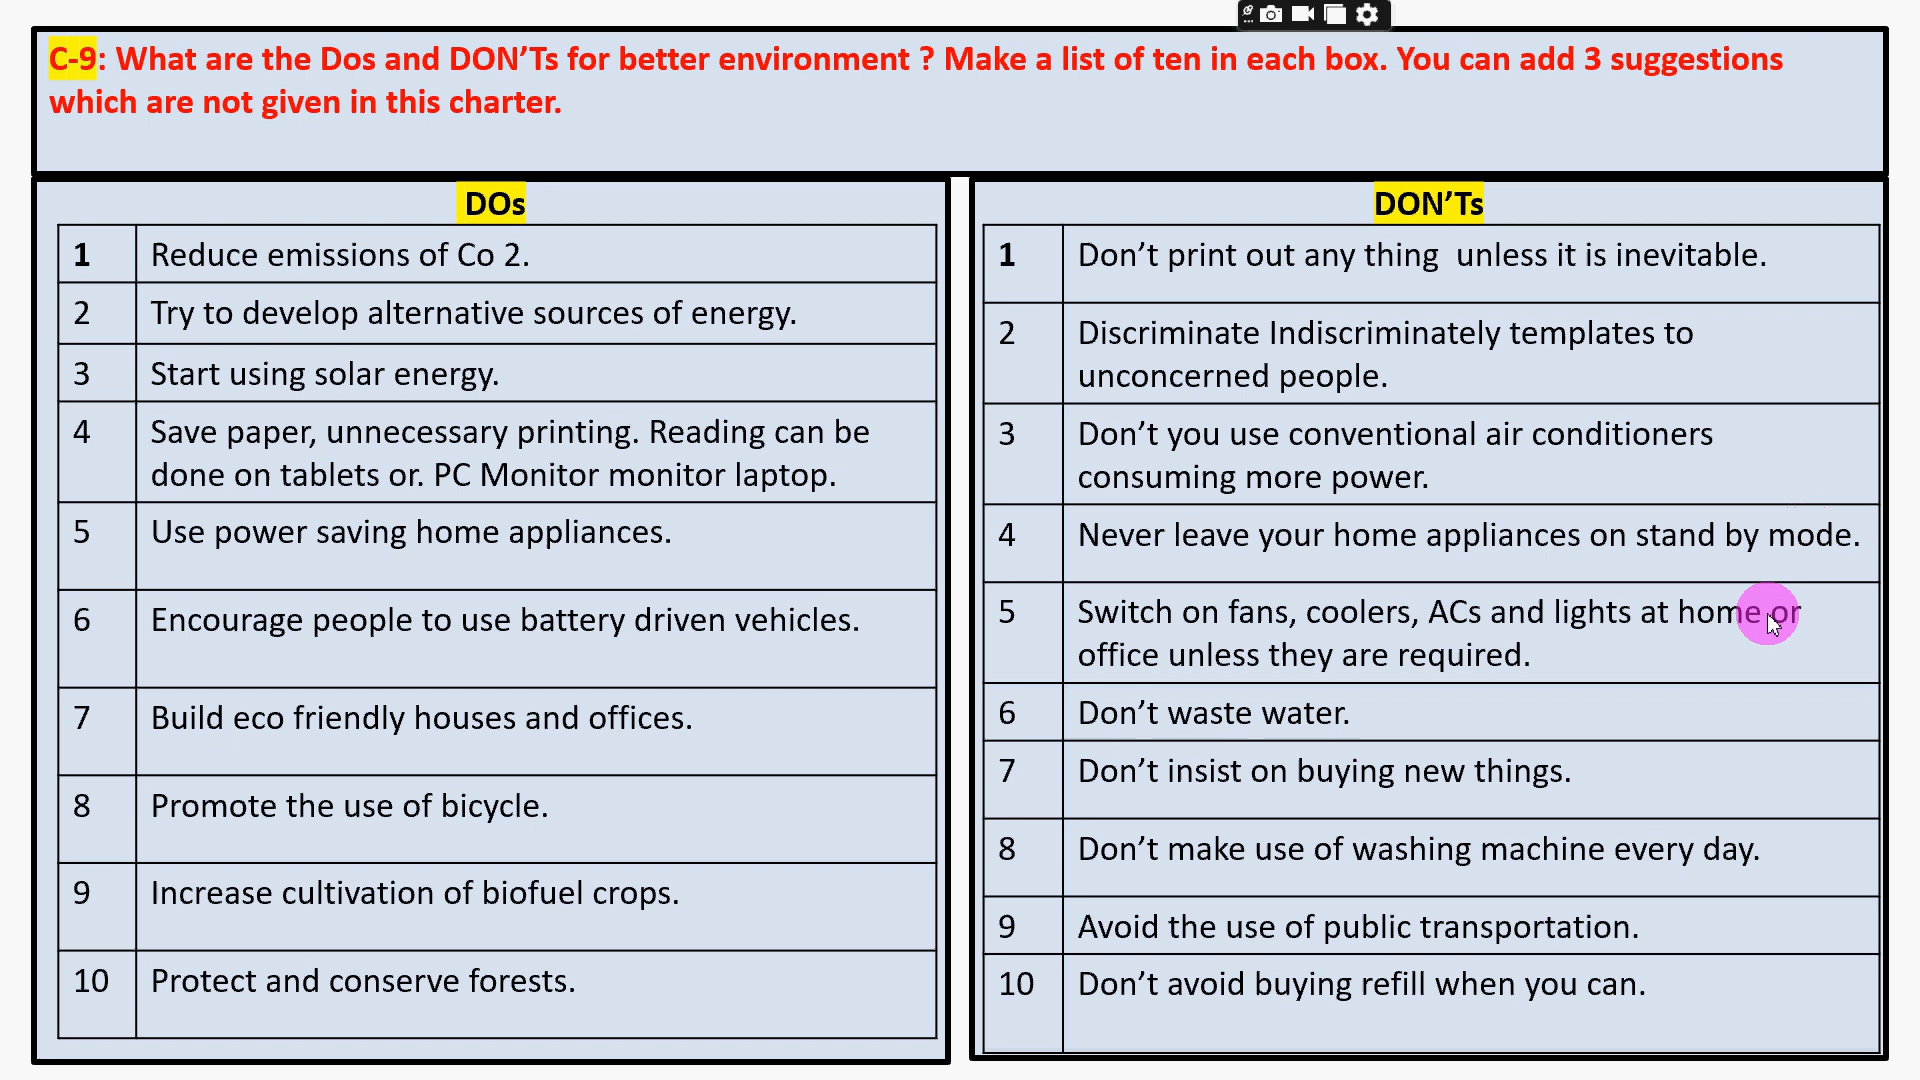 C-9: What are the Dos and DON’Ts for better environment ? Make a list of ten in each box. You can add 3 suggestions
which are not given in this charter.
DOs
1 Reduce emissions of Co 2.
2 Try to develop alternative sources of energy.
3 Start using solar energy.
4 Save paper, unnecessary printing. Reading can be
done on tablets or. PC Monitor monitor laptop.
5 Use power saving home appliances.
6 Encourage people to use battery driven vehicles.
7 Build eco friendly houses and offices.
8 Promote the use of bicycle.
9 Increase cultivation of biofuel crops.
10 Protect and conserve forests.
DON’Ts
1 Don’t print out any thing  unless it is inevitable.
2 Discriminate Indiscriminately templates to
unconcerned people.
3 Don’t you use conventional air conditioners
consuming more power.
4 Never leave your home appliances on stand by mode.
5 Switch on fans, coolers, ACs and lights at home or
office unless they are required.
6 Don’t waste water.
7 Don’t insist on buying new things.
8 Don’t make use of washing machine every day.
9 Avoid the use of public transportation.
10 Don’t avoid buying refill when you can.